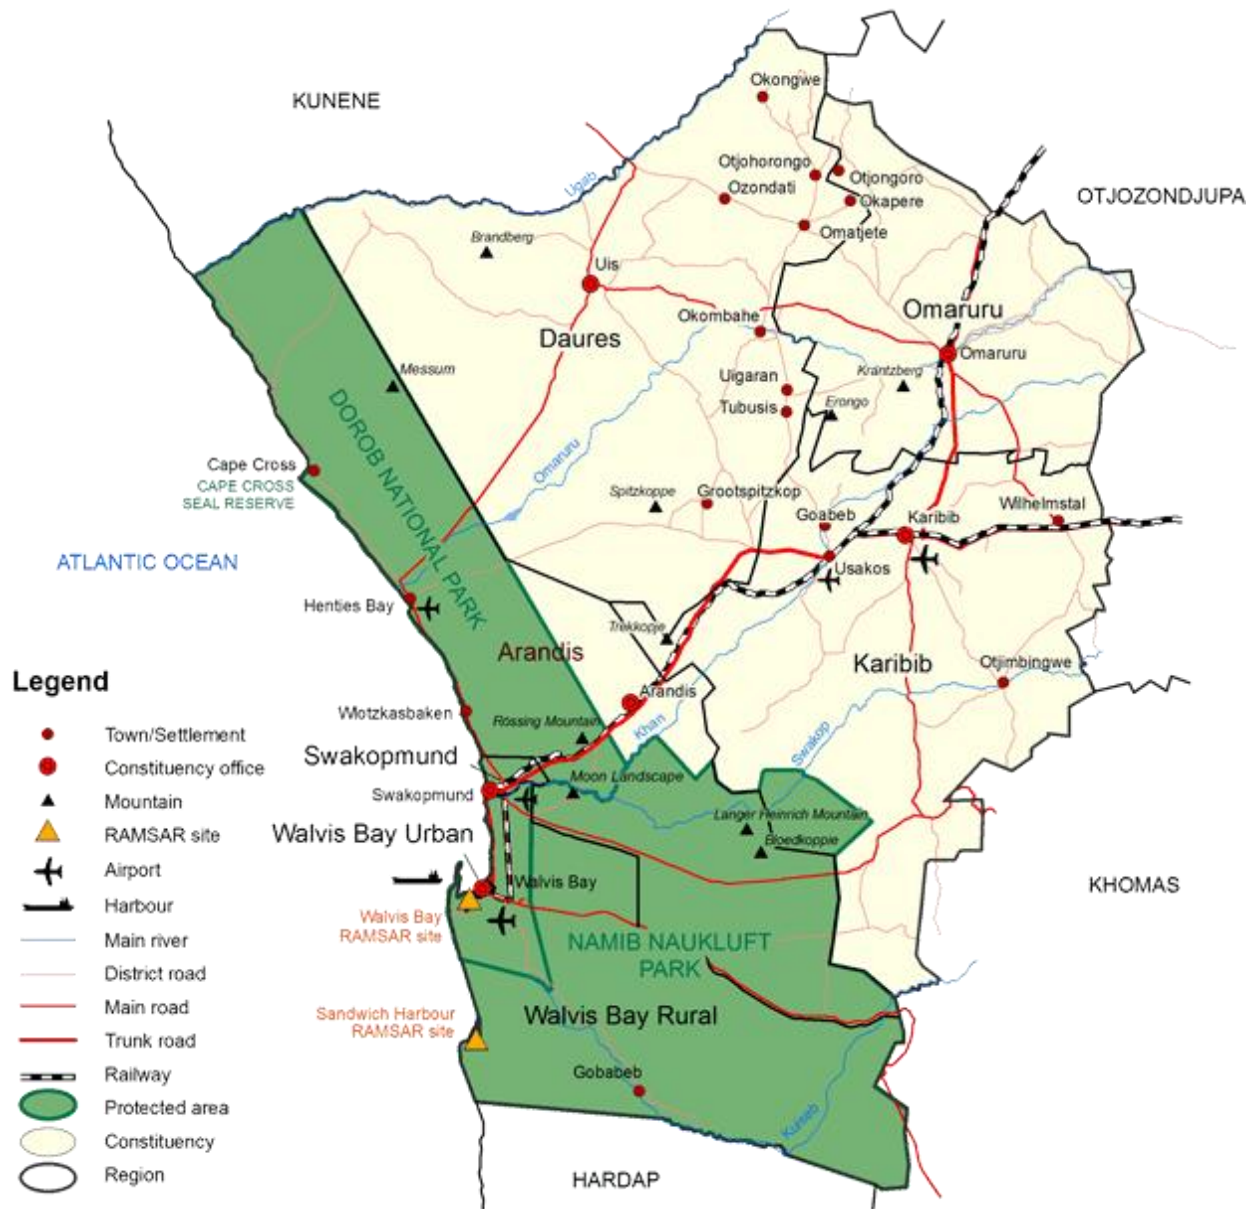 KUNENE
Okongwe
Otjohorongo
Otjongoro
Ozondati
Okapere
OTJOZONDJUPA
Ugab
Omatjete
Brandberg
Uis
Omaruru
Okombahe
Daures
Omaruru
Messum
Uigaran
Krantzberg
Tubusis
Erongo
DOROB NATIONAL PARK
Omaruru
Cape Cross
CAPE CROSS
SEAL RESERVE
Spitzkoppe
Grootspitzkop
Goabeb
Karibib
Wilhelmstal
ATLANTIC OCEAN
Usakos
Henties Bay
Trekkopje
Arandis
Karibib
Otjimbingwe
Arandis
Wlotzkasbaken
Rössing Mountain
Khan
Swakop
Swakopmund
Moon Landscape
Swakopmund
Langer Heinrich Mountain
Walvis Bay Urban
Bloedkoppie
Walvis Bay
KHOMAS
Walvis Bay
RAMSAR site
NAMIB NAUKLUFT
PARK
Sandwich Harbour
RAMSAR site
Walvis Bay Rural
Gobabeb
Kuiseb
HARDAP
Legend
Town/Settlement
Constituency office
Mountain
RAMSAR site
Airport
Harbour
Main river
District road
Main road
Trunk road
Railway
Protected area
Constituency
Region